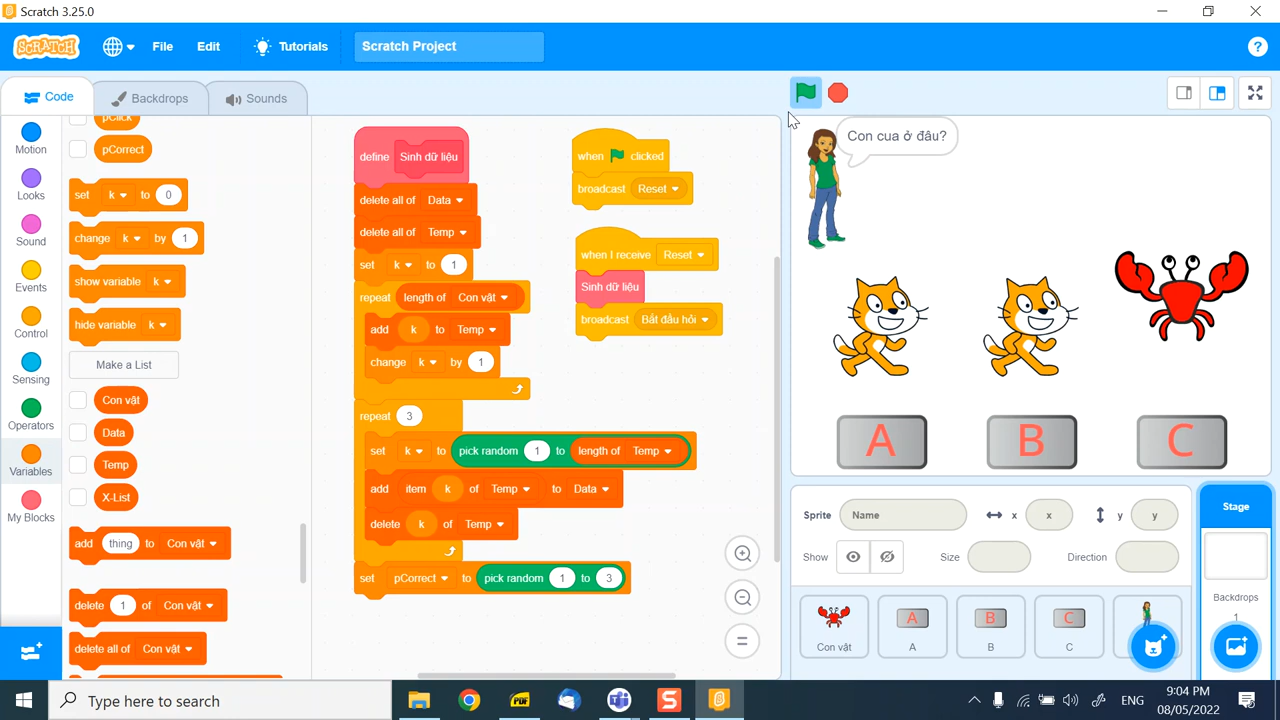 Scratch 3.25.0
SCRATCH
File
Edit
Tutorials
Scratch Project
Code
Backdrops
Sounds
Motion
Looks
Sound
Events
Control
Sensing
Operators
Variables
My Blocks
pClick
pCorrect
set k to 0
change k by 1
show variable k
hide variable k
Make a List
Con vật
Data
Temp
X-List
add thing to Con vật
delete 1 of Con vật
delete all of Con vật
define Sinh dữ liệu
delete all of Data
delete all of Temp
set k to 1
repeat length of Con vật
add k to Temp
change k by 1
repeat 3
set k to pick random 1 to length of Temp
add item k of Temp to Data
delete k of Temp
set pCorrect to pick random 1 to 3
when clicked
broadcast Reset
when I receive Reset
Sinh dữ liệu
broadcast Bắt đầu hỏi
Con cua ở đâu?
A
B
C
Sprite
Name
x
x
y
y
Show
Size
Direction
Con vật
A
A
B
B
C
C
Stage
Backdrops
1
Type here to search
PDF
S
ENG
9:04 PM
08/05/2022